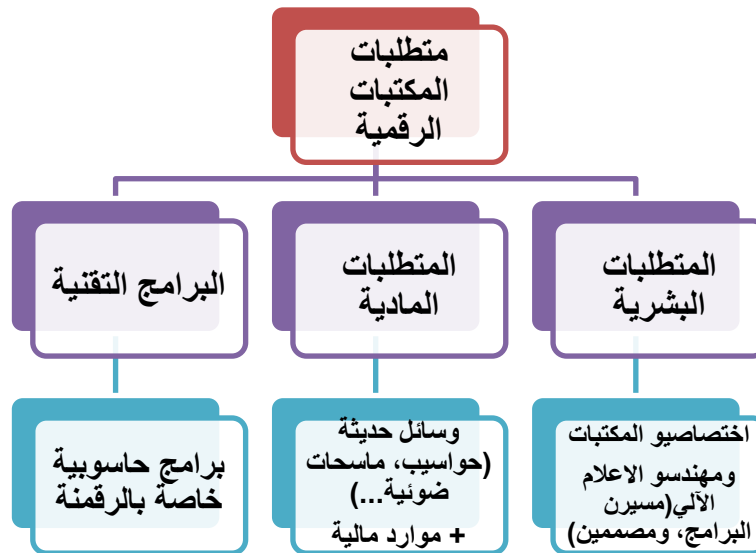 متطلبات
المكتبات
الرقمية
المتطلبات
البشرية
المتطلبات
المادية
البرامج التقنية
اختصاصيو المكتبات
ومهندسو الاعلام
الآلي(مسيرن
البرامج، ومصممين)
وسائل حديثة
(حواسيب، ماسحات
ضوئية...)
+ موارد مالية
برامج حاسوبية
خاصة بالرقمنة